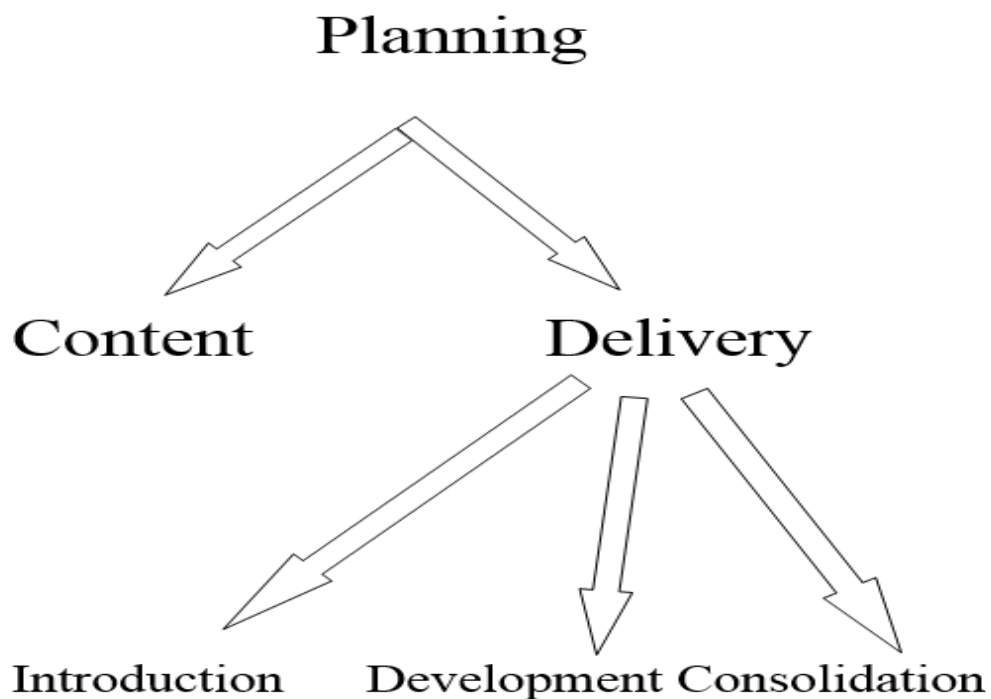 Planning
Content Delivery
Introduction Development Consolidation